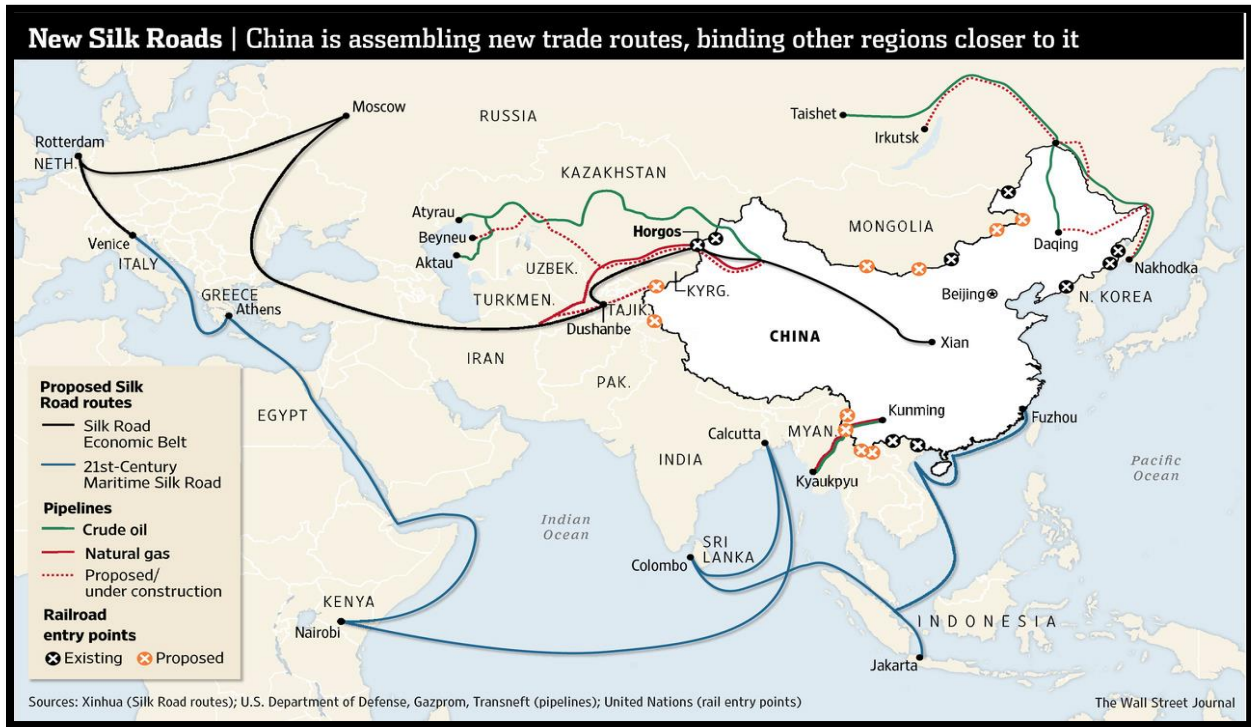 New Silk Roads | China is assembling new trade routes, binding other regions closer to it
Moscow
RUSSIA
Taishet
Irkutsk
Rotterdam
NETH.
KAZAKHSTAN
Atyrau
Beyneu
Aktau
Horgos
MONGOLIA
Daqing
Nakhodka
Venice
ITALY
UZBEK.
TURKMEN.
KYRG.
TAJIK.
Dushanbe
Beijing
N. KOREA
GREECE
Athens
CHINA
Xian
IRAN
PAK.
EGYPT
Kunming
Fuzhou
Calcutta
MYAN.
INDIA
Kyaukpyu
Pacific
Ocean
Indian
Ocean
SRI
LANKA
Colombo
KENYA
Nairobi
INDONESIA
Jakarta
Proposed Silk
Road routes
Silk Road
Economic Belt
21st-Century
Maritime Silk Road
Pipelines
Crude oil
Natural gas
Proposed/
under construction
Railroad
entry points
Existing
Proposed
Sources: Xinhua (Silk Road routes); U.S. Department of Defense, Gazprom, Transneft (pipelines); United Nations (rail entry points)
The Wall Street Journal